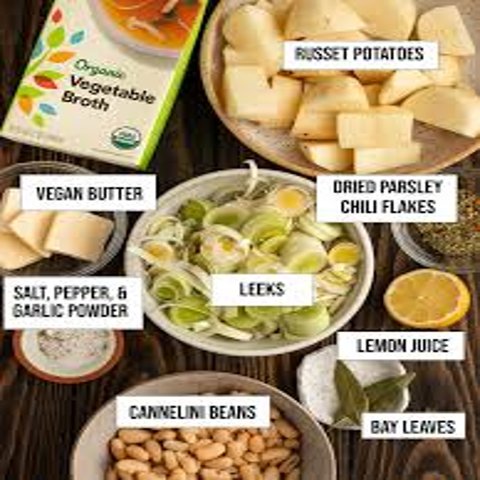 Organic
Vegetable
Broth
RUSSET POTATOES
VEGAN BUTTER
DRIED PARSLEY
CHILI FLAKES
LEEKS
SALT, PEPPER, &
GARLIC POWDER
LEMON JUICE
CANNELINI BEANS
BAY LEAVES